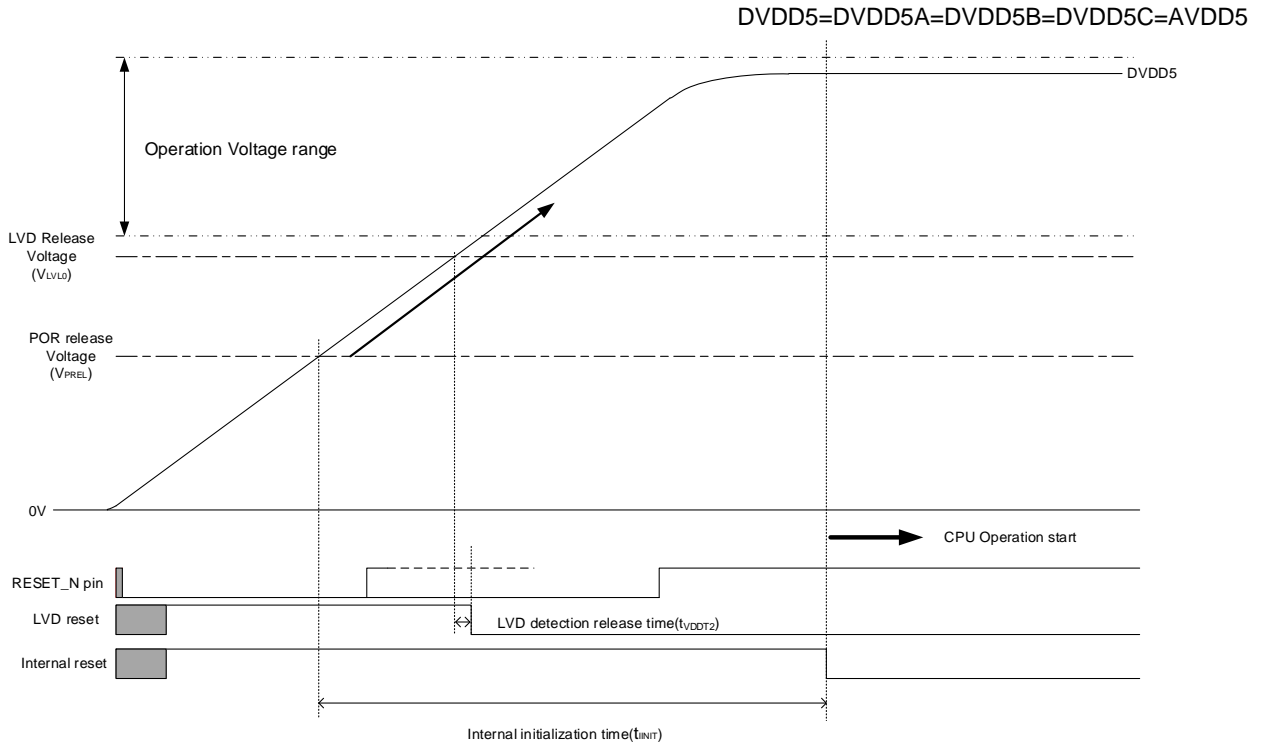 DVDD5=DVDD5A=DVDD5B=DVDD5C=AVDD5
DVDD5
Operation Voltage range
LVD Release
Voltage
(VLVL0)
POR release
Voltage
(VPREL)
0V
CPU Operation start
RESET_N pin
LVD reset
LVD detection release time(tVDDT2)
Internal reset
Internal initialization time(tIINIT)